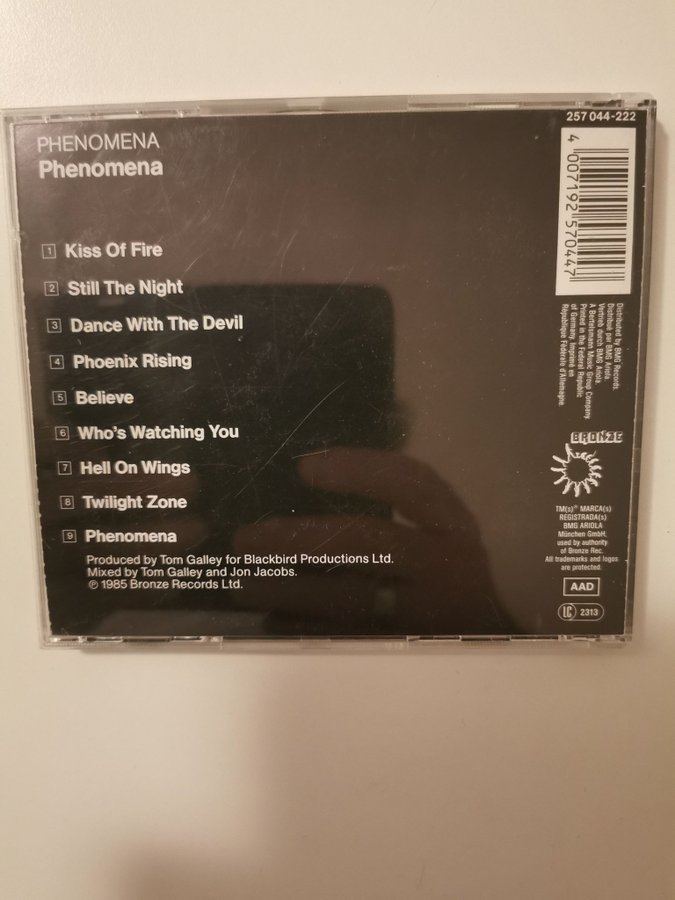 257 044-222
PHENOMENA
Phenomena
4 007192 570447
1 Kiss Of Fire
2 Still The Night
3 Dance With The Devil
4 Phoenix Rising
5 Believe
6 Who's Watching You
7 Hell On Wings
8 Twilight Zone
9 Phenomena
Produced by Tom Galley for Blackbird Productions Ltd.
Mixed by Tom Galley and Jon Jacobs.
℗ 1985 Bronze Records Ltd.
Distributed by BMG Records.
Distribué par BMG Ariola.
Vertrieb durch BMG Ariola.
A Bertelsmann Music Group Company.
Printed in the Federal Republic
of Germany. Imprimé en
République Fédérale d'Allemagne.
BRONZE
TM(s)® MARCA(s)
REGISTRADA(s)
BMG ARIOLA
München GmbH,
used by authority
of Bronze Rec.
All trademarks and logos
are protected.
AAD
LC 2313